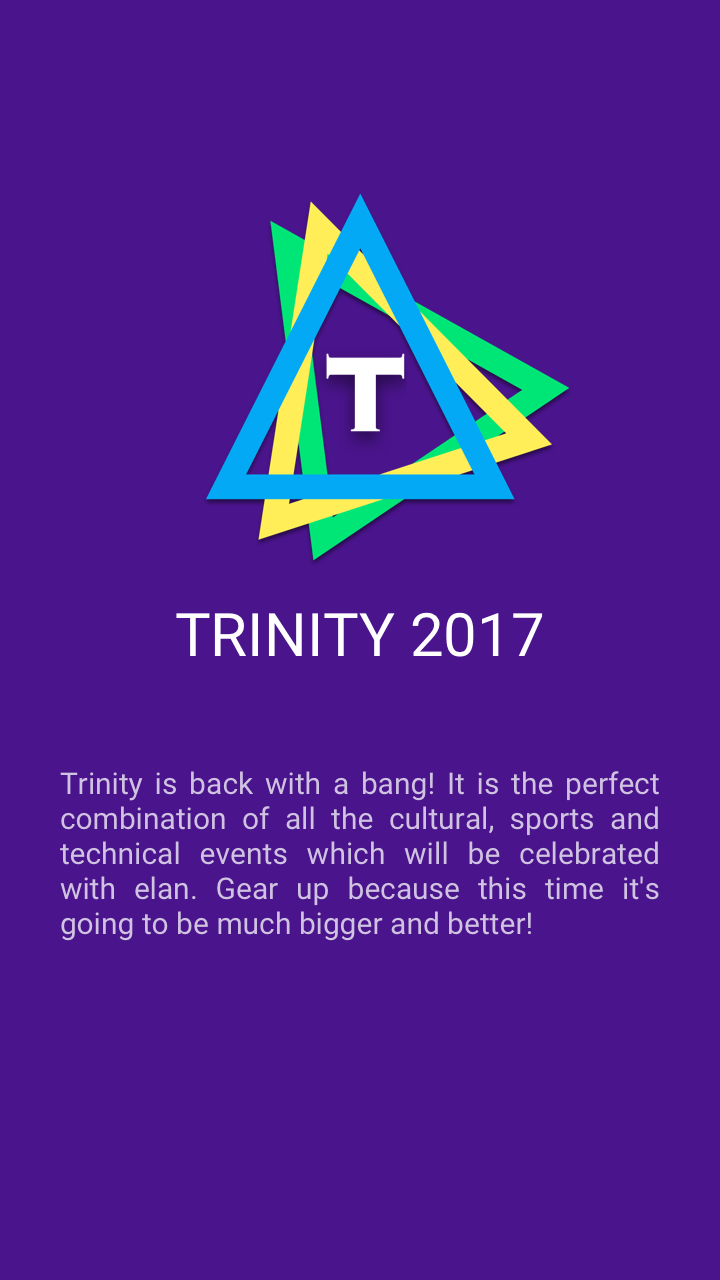 T
TRINITY 2017
Trinity is back with a bang! It is the perfect
combination of all the cultural, sports and
technical events which will be celebrated
with elan. Gear up because this time it's
going to be much bigger and better!